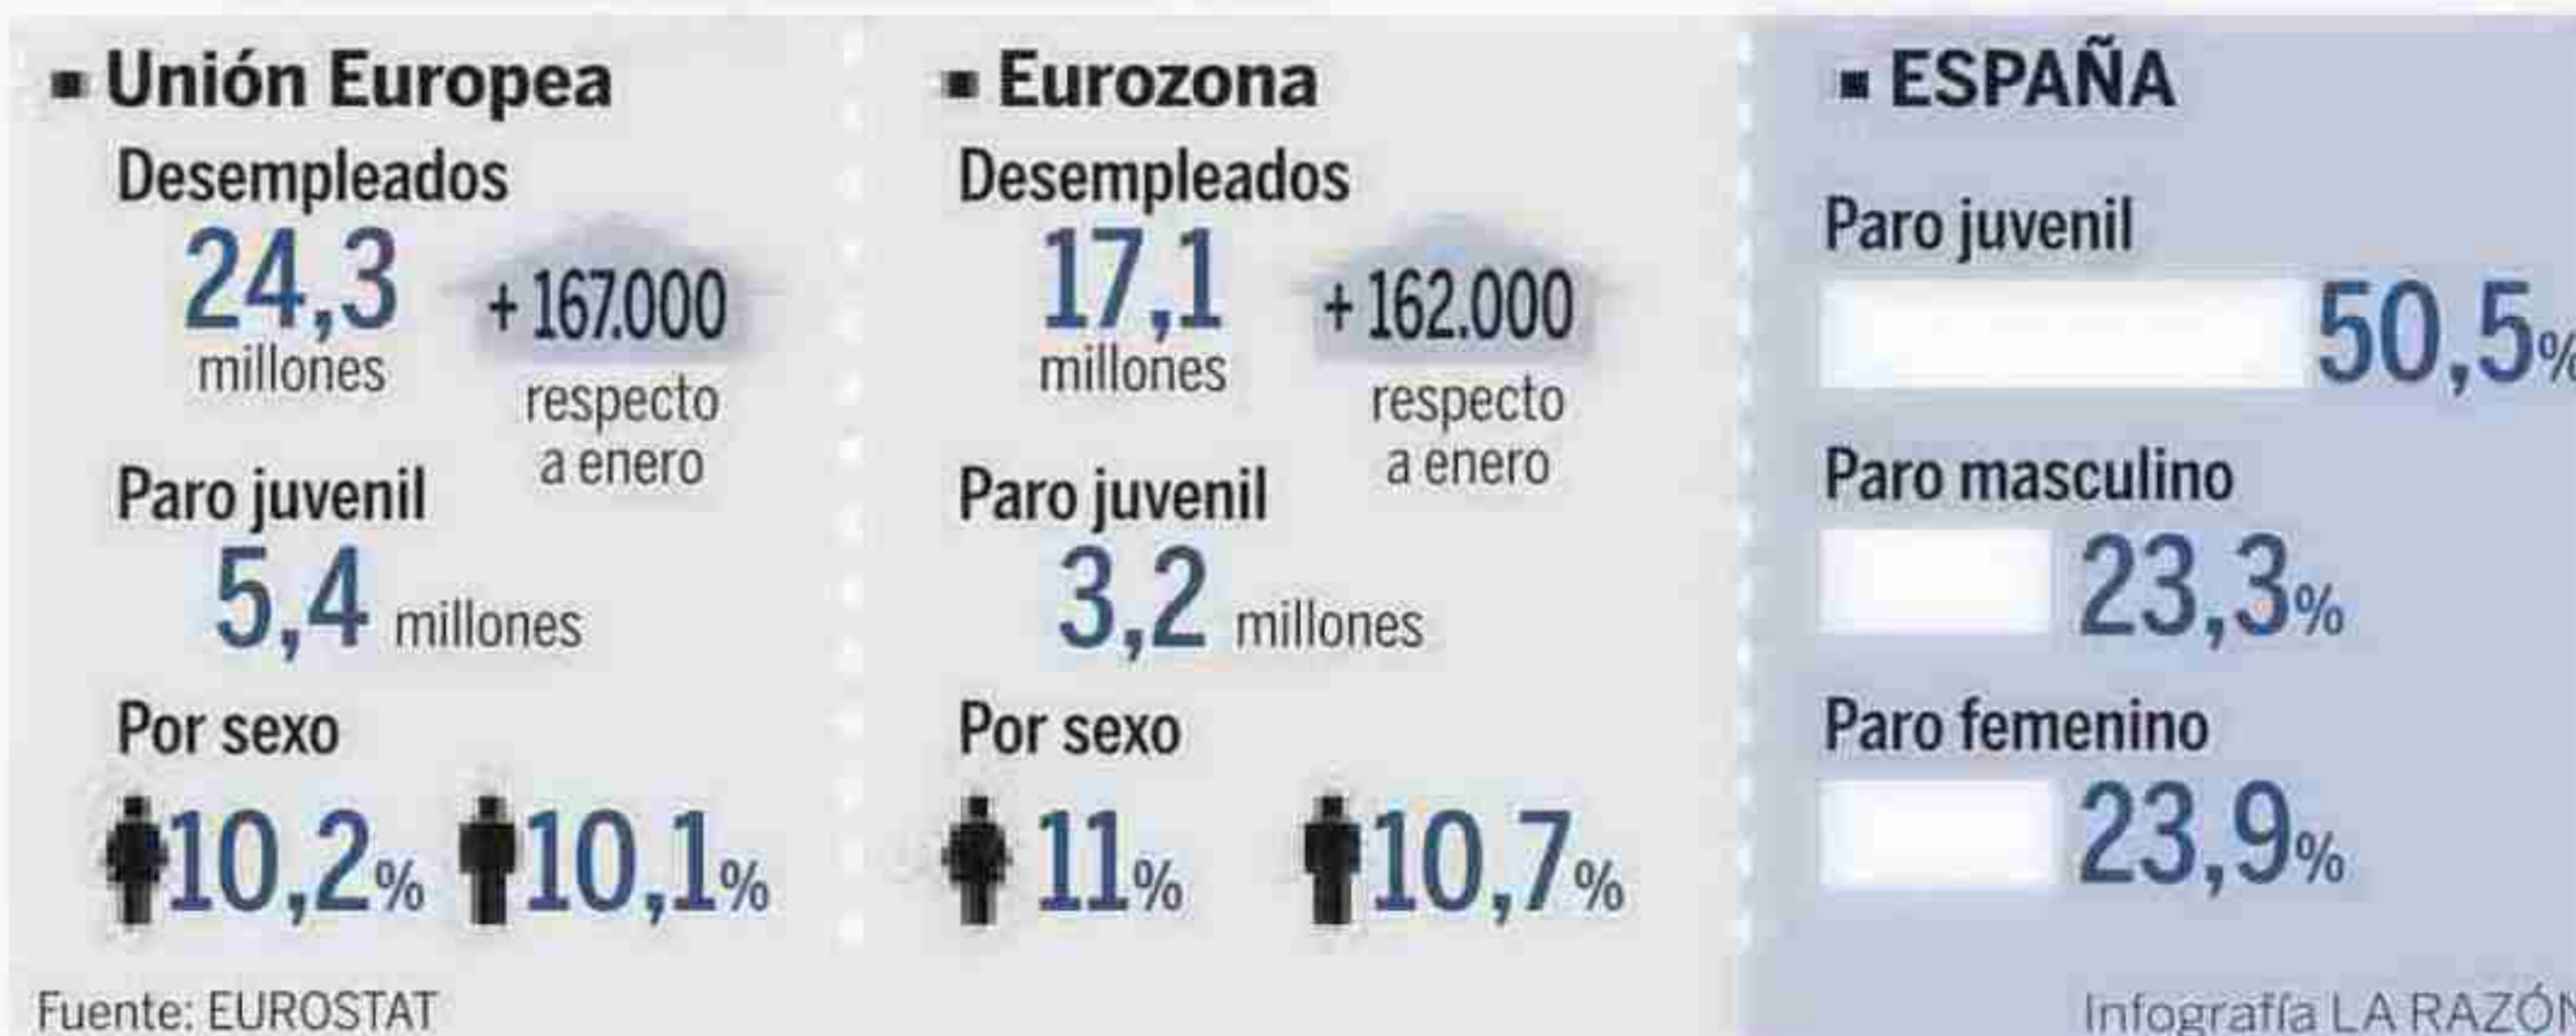 ▪ Unión Europea
Desempleados
24,3
millones
+ 167.000
respecto
a enero
Paro juvenil
5,4 millones
Por sexo
10,2% 10,1%
▪ Eurozona
Desempleados
17,1
millones
+ 162.000
respecto
a enero
Paro juvenil
3,2 millones
Por sexo
11% 10,7%
▪ ESPAÑA
Paro juvenil
50,5%
Paro masculino
23,3%
Paro femenino
23,9%
Fuente: EUROSTAT
Infografía LA RAZÓN